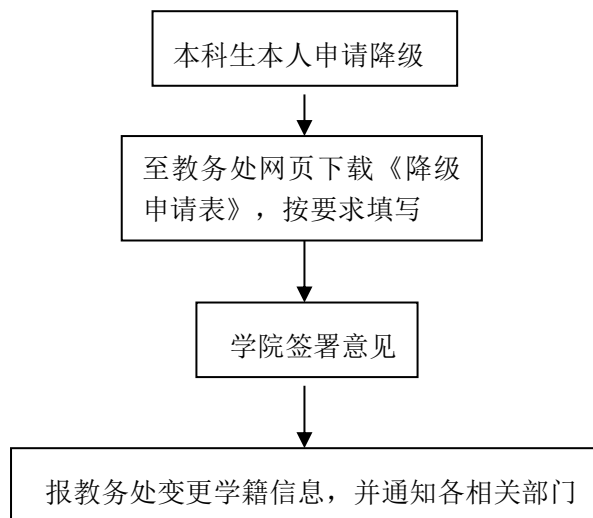 本科生本人申请降级
至教务处网页下载《降级
申请表》，按要求填写
学院签署意见
报教务处变更学籍信息，并通知各相关部门